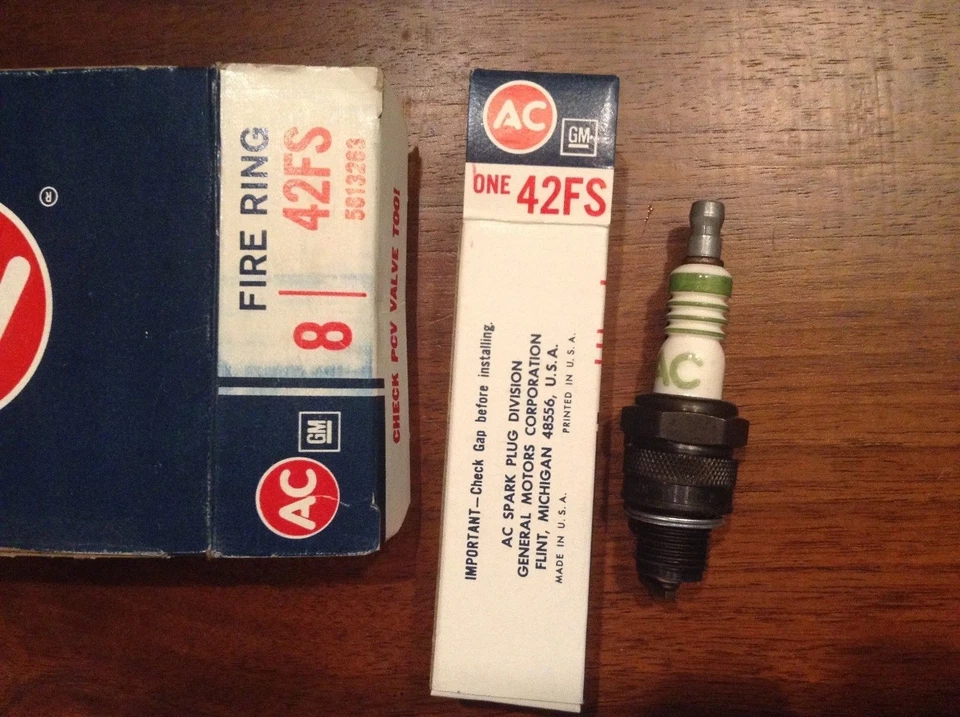 ®
FIRE RING
8 | 42FS
5613263
CHECK PCV VALVE TOO!
AC
GM
AC
GM
ONE 42FS
IMPORTANT—Check Gap before installing.
AC SPARK PLUG DIVISION
GENERAL MOTORS CORPORATION
FLINT, MICHIGAN 48556, U.S.A.
MADE IN U.S.A.
PRINTED IN U.S.A.
AC